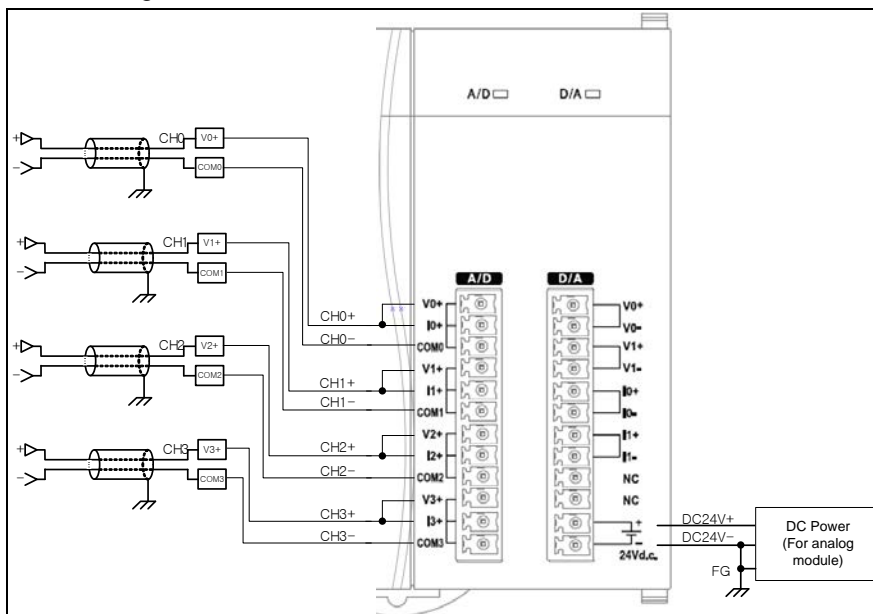 A/D
D/A
CH0
V0+
COM0
CH1
V1+
COM1
CH2
V2+
COM2
CH3
V3+
COM3
+
−
+
−
+
−
+
−
CH0+
CH0−
CH1+
CH1−
CH2+
CH2−
CH3+
CH3−
A/D
V0+
I0+
COM0
V1+
I1+
COM1
V2+
I2+
COM2
V3+
I3+
COM3
D/A
V0+
V0-
V1+
V1-
I0+
I0-
I1+
I1-
NC
NC
+
−
24Vd.c.
DC24V+
DC24V−
FG
DC Power
(For analog
module)